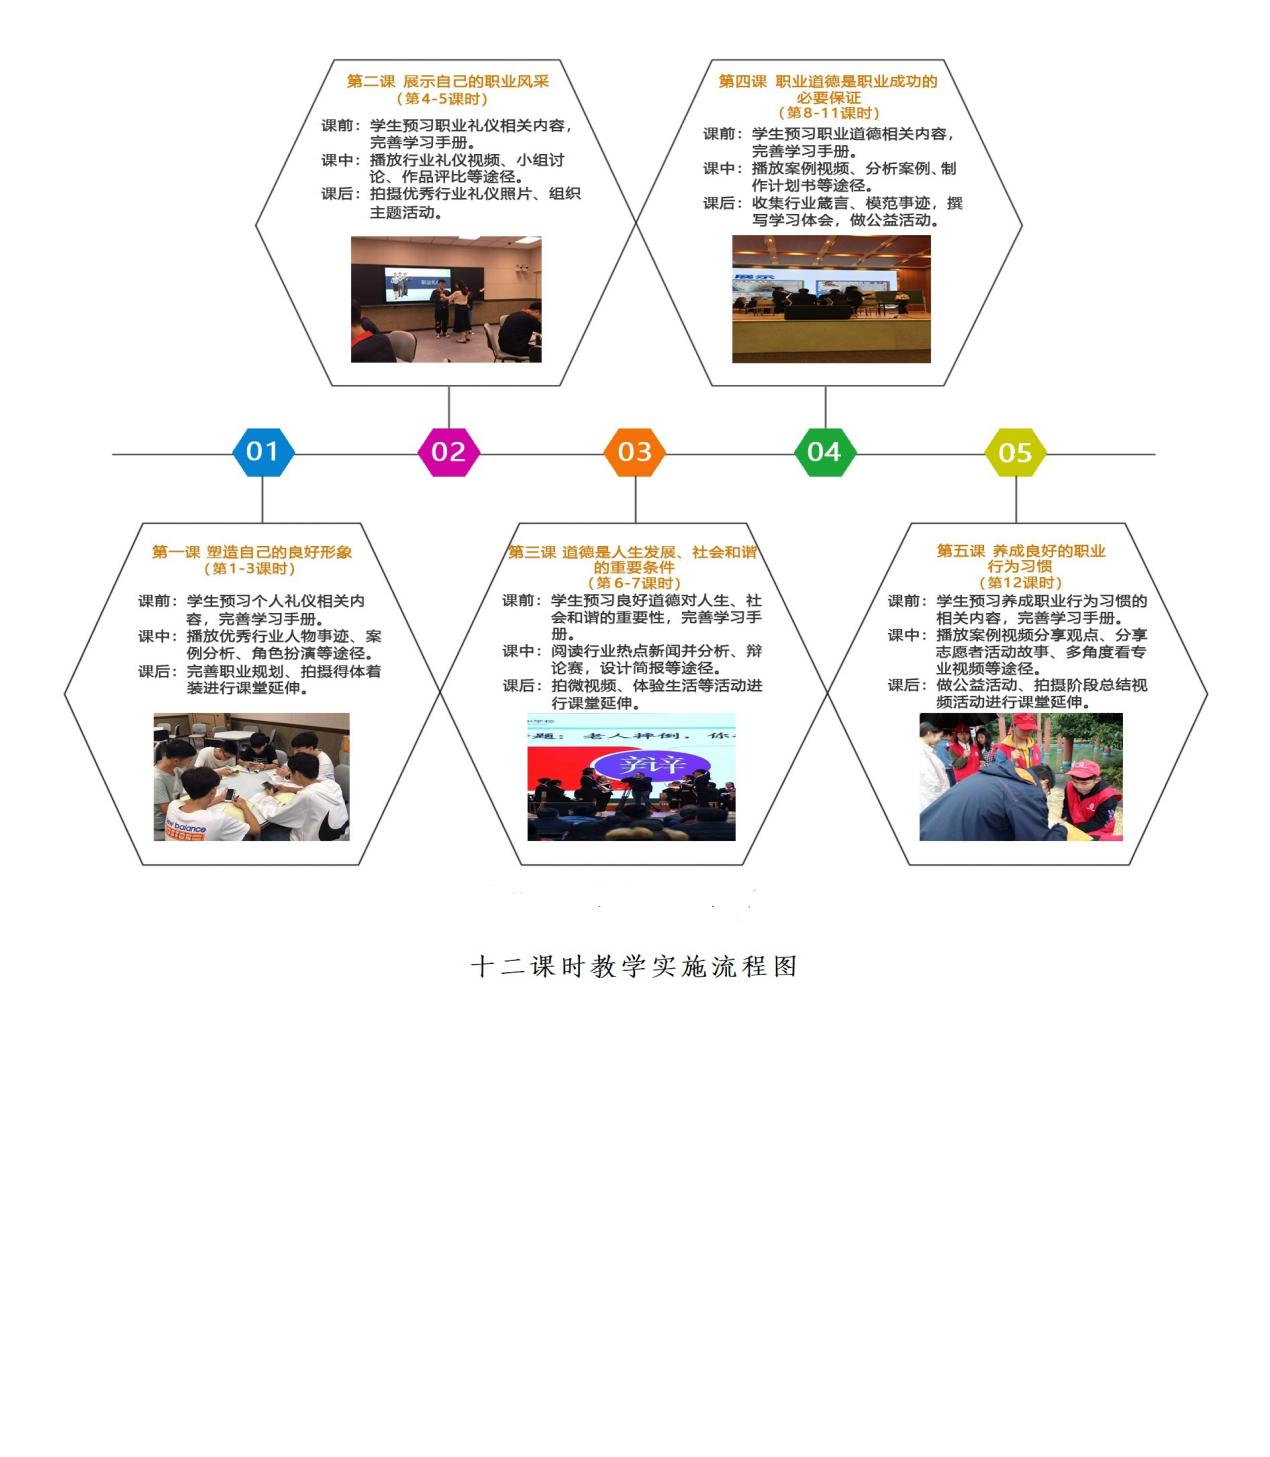 第二课 展示自己的职业风采
（第4-5课时）
课前：学生预习职业礼仪相关内容，
完善学习手册。
课中：播放行业礼仪视频、小组讨
论、作品评比等途径。
课后：拍摄优秀行业礼仪照片、组织
主题活动。
职业礼
第四课 职业道德是职业成功的
必要保证
（第8-11课时）
课前：学生预习职业道德相关内容，
完善学习手册。
课中：播放案例视频、分析案例、制
作计划书等途径。
课后：收集行业箴言、模范事迹，撰
写学习体会，做公益活动。
展示
01
02
03
04
05
第一课 塑造自己的良好形象
（第1-3课时）
课前：学生预习个人礼仪相关内
容，完善学习手册。
课中：播放优秀行业人物事迹、案
例分析、角色扮演等途径。
课后：完善职业规划、拍摄得体着
装进行课堂延伸。
new balance
第三课 道德是人生发展、社会和谐
的重要条件
（第6-7课时）
课前：学生预习良好道德对人生、社
会和谐的重要性，完善学习手
册。
课中：阅读行业热点新闻并分析、辩
论赛，设计简报等途径。
课后：拍微视频、体验生活等活动进
行课堂延伸。
题：老人摔倒，你
辩
第五课 养成良好的职业
行为习惯
（第12课时）
课前：学生预习养成职业行为习惯的
相关内容，完善学习手册。
课中：播放案例视频分享观点、分享
志愿者活动故事、多角度看专
业视频等途径。
课后：做公益活动、拍摄阶段总结视
频活动进行课堂延伸。
十二课时教学实施流程图